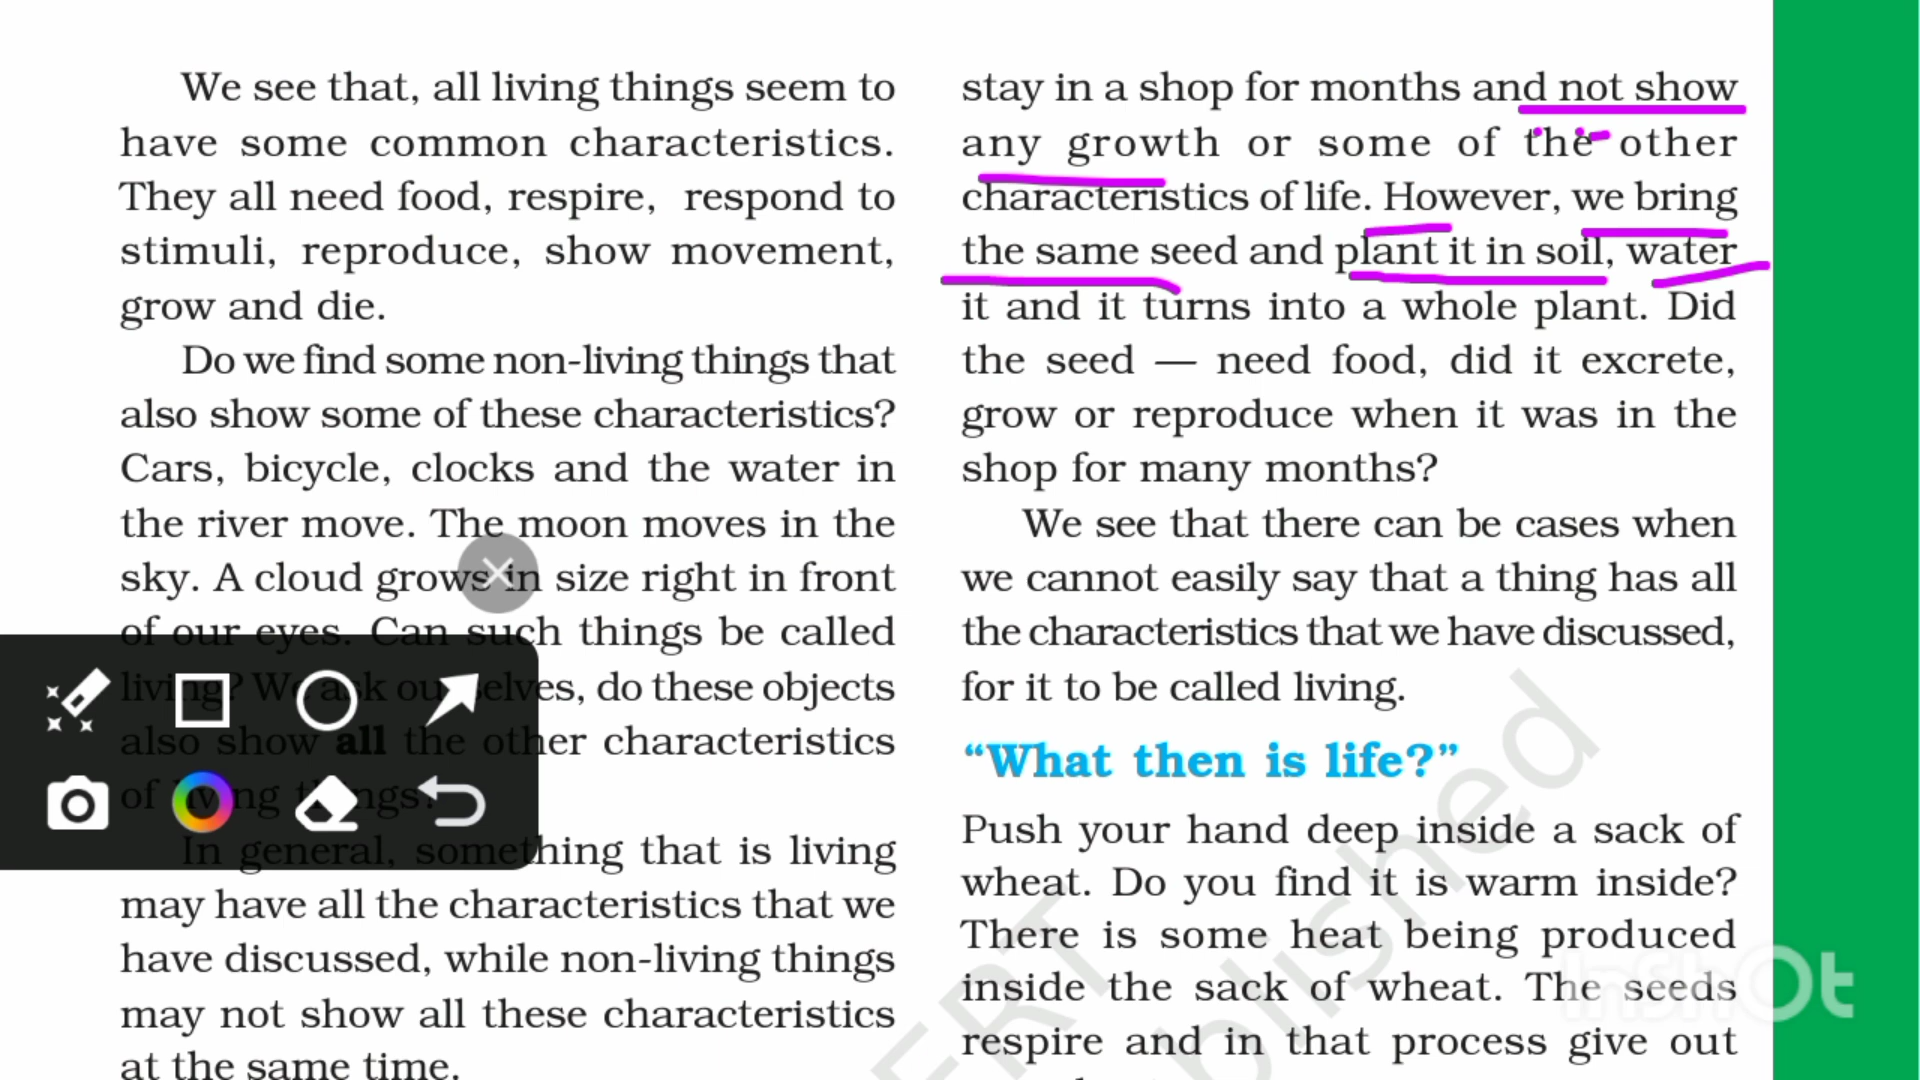 We see that, all living things seem to
have some common characteristics.
They all need food, respire, respond to
stimuli, reproduce, show movement,
grow and die.
Do we find some non-living things that
also show some of these characteristics?
Cars, bicycle, clocks and the water in
the river move. The moon moves in the
sky. A cloud grows in size right in front
of our eyes. Can such things be called
living? We ask ourselves, do these objects
also show all the other characteristics
of living things?
In general, something that is living
may have all the characteristics that we
have discussed, while non-living things
may not show all these characteristics
at the same time.
stay in a shop for months and not show
any growth or some of the other
characteristics of life. However, we bring
the same seed and plant it in soil, water
it and it turns into a whole plant. Did
the seed — need food, did it excrete,
grow or reproduce when it was in the
shop for many months?
We see that there can be cases when
we cannot easily say that a thing has all
the characteristics that we have discussed,
for it to be called living.
“What then is life?”
Push your hand deep inside a sack of
wheat. Do you find it is warm inside?
There is some heat being produced
inside the sack of wheat. The seeds
respire and in that process give out
InShOt